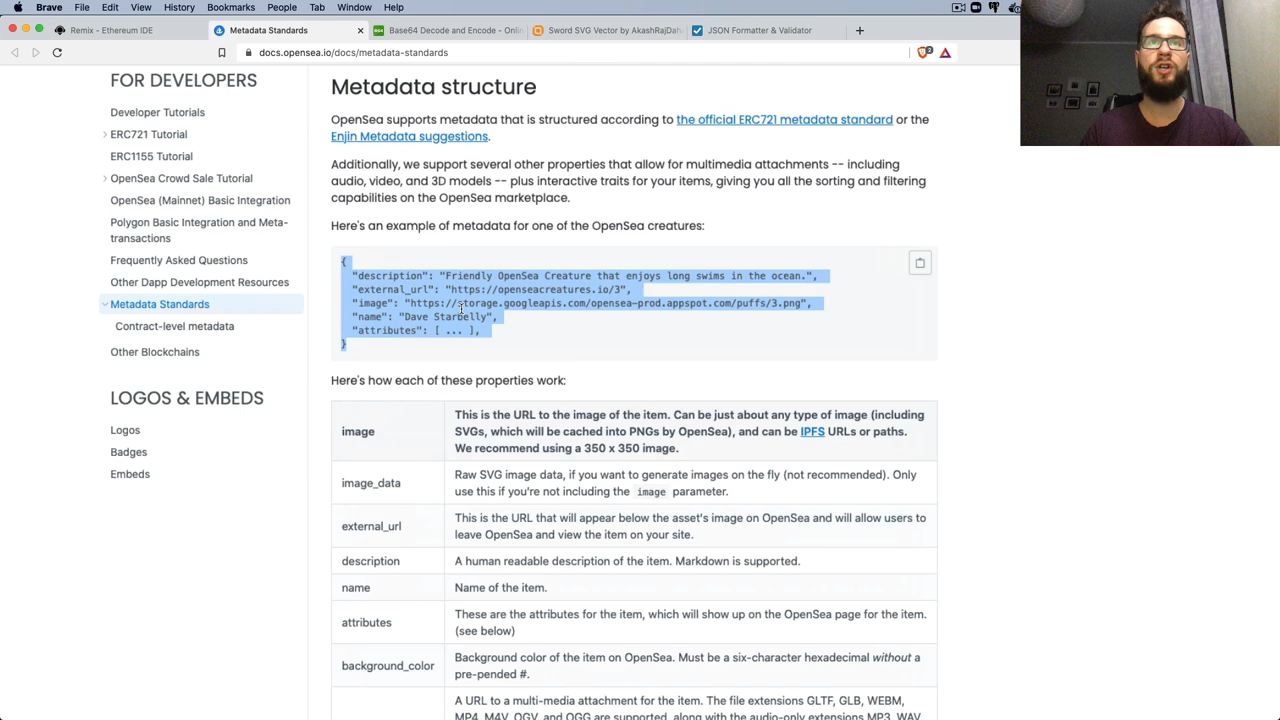 Brave File Edit View History Bookmarks People Tab Window Help
Remix - Ethereum IDE
Metadata Standards
Base64 Decode and Encode - Onlin
Sword SVG Vector by AkashRajDah
JSON Formatter & Validator
docs.opensea.io/docs/metadata-standards
2
FOR DEVELOPERS
Developer Tutorials
ERC721 Tutorial
ERC1155 Tutorial
OpenSea Crowd Sale Tutorial
OpenSea (Mainnet) Basic Integration
Polygon Basic Integration and Meta-
transactions
Frequently Asked Questions
Other Dapp Development Resources
Metadata Standards
Contract-level metadata
Other Blockchains
LOGOS & EMBEDS
Logos
Badges
Embeds
Metadata structure
OpenSea supports metadata that is structured according to the official ERC721 metadata standard or the
Enjin Metadata suggestions.
Additionally, we support several other properties that allow for multimedia attachments -- including
audio, video, and 3D models -- plus interactive traits for your items, giving you all the sorting and filtering
capabilities on the OpenSea marketplace.
Here's an example of metadata for one of the OpenSea creatures:
{
"description": "Friendly OpenSea Creature that enjoys long swims in the ocean.",
"external_url": "https://openseacreatures.io/3",
"image": "https://storage.googleapis.com/opensea-prod.appspot.com/puffs/3.png",
"name": "Dave Starbelly",
"attributes": [ ... ],
}
Here's how each of these properties work:
image
This is the URL to the image of the item. Can be just about any type of image (including
SVGs, which will be cached into PNGs by OpenSea), and can be IPFS URLs or paths.
We recommend using a 350 x 350 image.
image_data
Raw SVG image data, if you want to generate images on the fly (not recommended). Only
use this if you're not including the image parameter.
external_url
This is the URL that will appear below the asset's image on OpenSea and will allow users to
leave OpenSea and view the item on your site.
description
A human readable description of the item. Markdown is supported.
name
Name of the item.
attributes
These are the attributes for the item, which will show up on the OpenSea page for the item.
(see below)
background_color
Background color of the item on OpenSea. Must be a six-character hexadecimal without a
pre-pended #.
A URL to a multi-media attachment for the item. The file extensions GLTF, GLB, WEBM,
MP4, M4V, OGV, and OGG are supported, along with the audio-only extensions MP3, WAV,